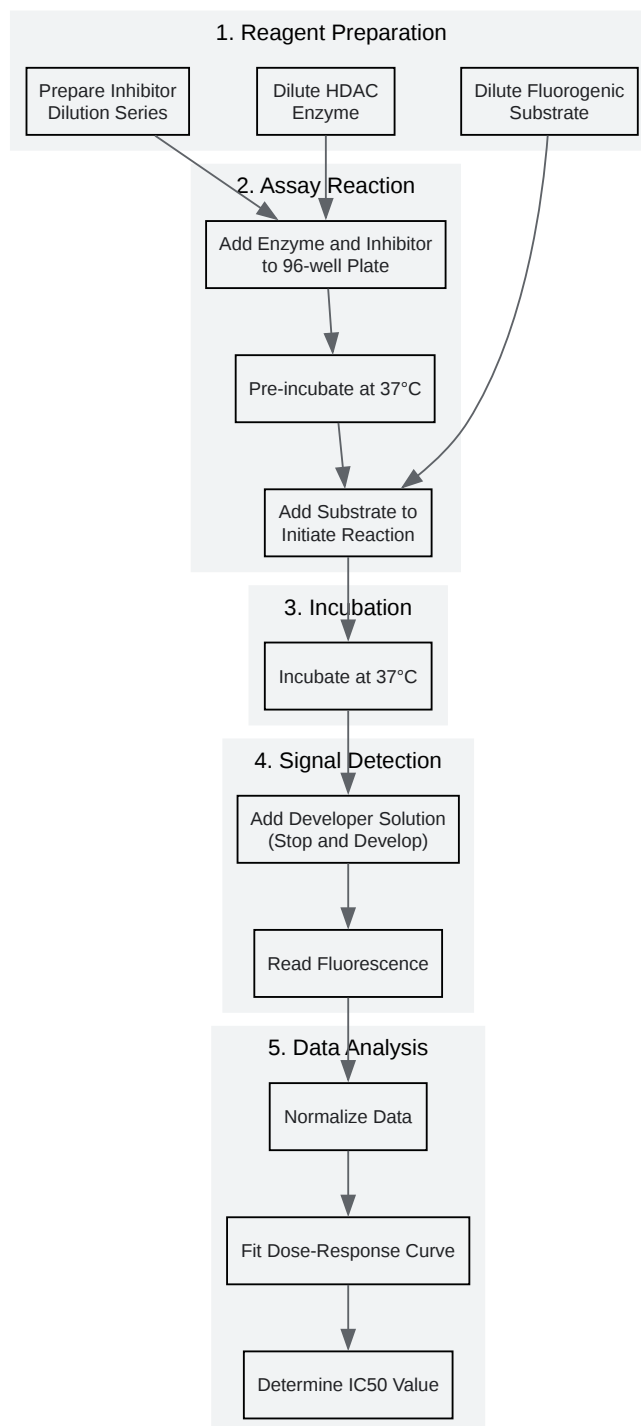 1. Reagent Preparation
Prepare Inhibitor
Dilution Series
Dilute HDAC
Enzyme
Dilute Fluorogenic
Substrate
2. Assay Reaction
Add Enzyme and Inhibitor
to 96-well Plate
Pre-incubate at 37°C
Add Substrate to
Initiate Reaction
3. Incubation
Incubate at 37°C
4. Signal Detection
Add Developer Solution
(Stop and Develop)
Read Fluorescence
5. Data Analysis
Normalize Data
Fit Dose-Response Curve
Determine IC50 Value